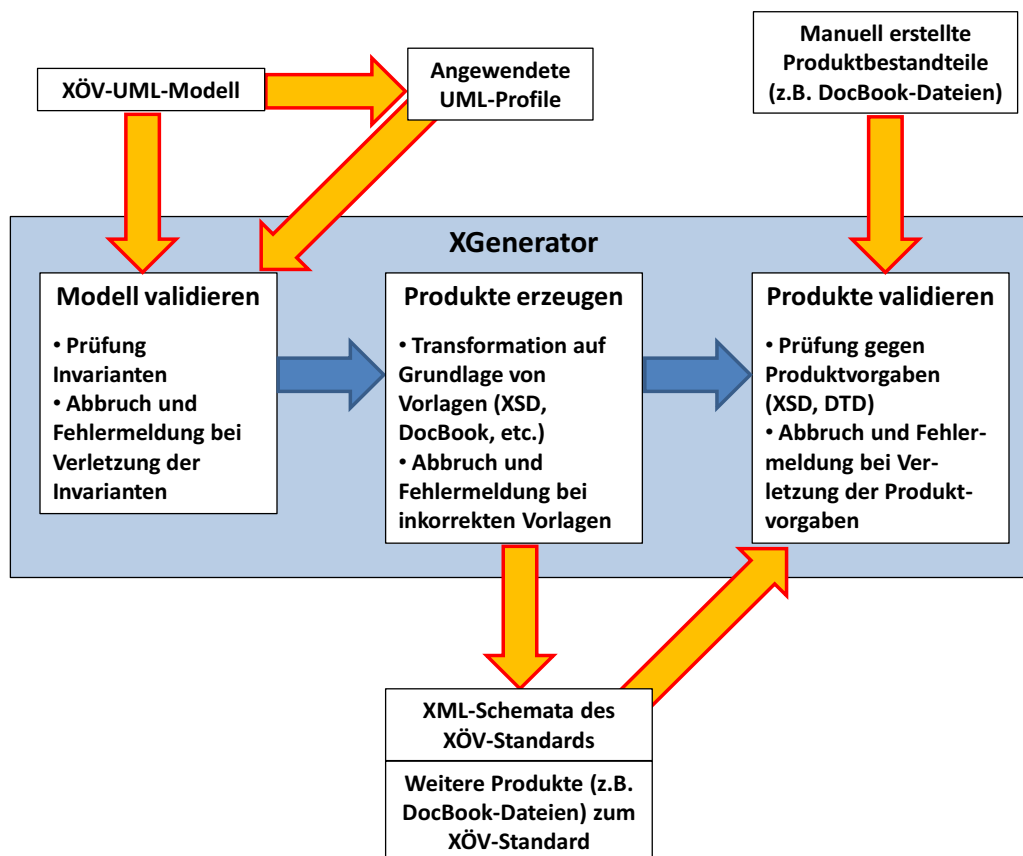 XÖV-UML-Modell
Angewendete
UML-Profile
Manuell erstellte
Produktbestandteile
(z.B. DocBook-Dateien)
XGenerator
Modell validieren
• Prüfung
Invarianten
• Abbruch und
Fehlermeldung bei
Verletzung der
Invarianten
Produkte erzeugen
• Transformation auf
Grundlage von
Vorlagen (XSD,
DocBook, etc.)
• Abbruch und
Fehlermeldung bei
inkorrekten Vorlagen
Produkte validieren
• Prüfung gegen
Produktvorgaben
(XSD, DTD)
• Abbruch und Fehler-
meldung bei Ver-
letzung der Produkt-
vorgaben
XML-Schemata des
XÖV-Standards
Weitere Produkte (z.B.
DocBook-Dateien) zum
XÖV-Standard